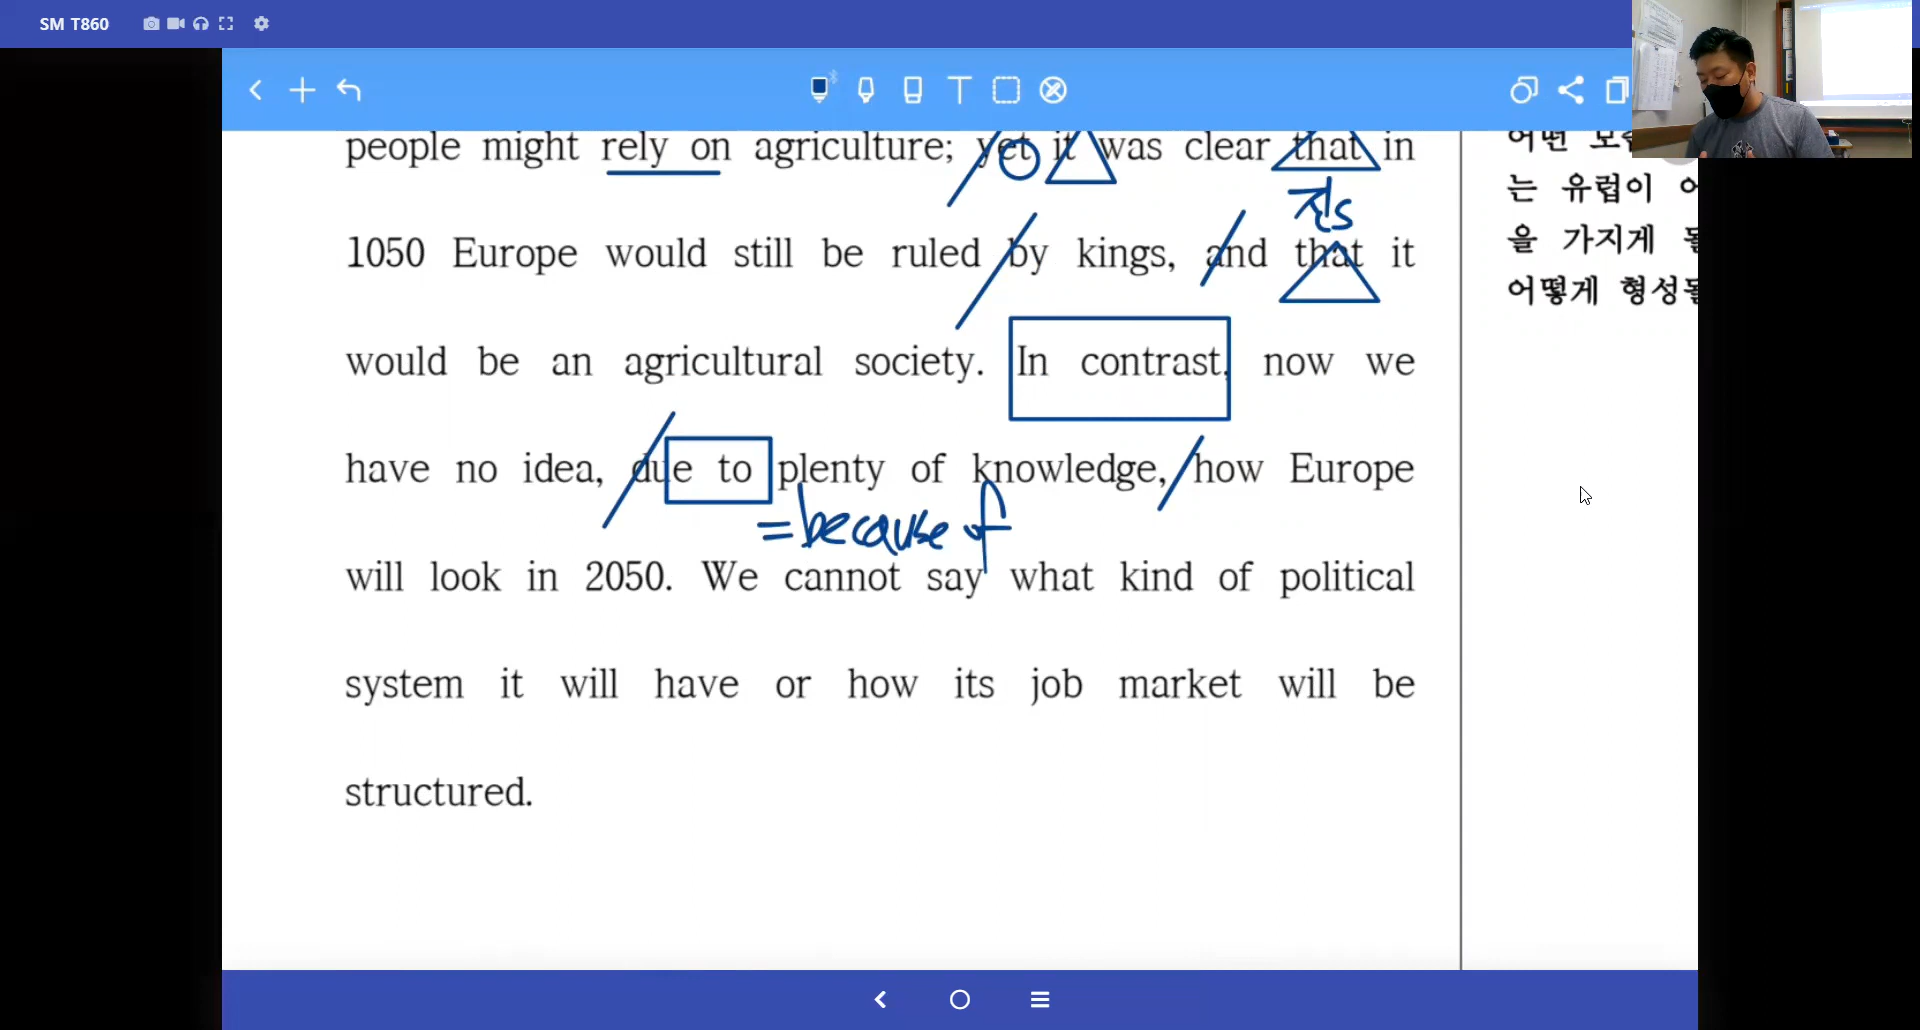 SM T860
people might rely on agriculture; yet it was clear that in
진S
1050 Europe would still be ruled by kings, and that it
would be an agricultural society. In contrast, now we
have no idea, due to plenty of knowledge, how Europe
=because of
will look in 2050. We cannot say what kind of political
system it will have or how its job market will be
structured.
어떤
는 유럽이
을 가지게
어떻게